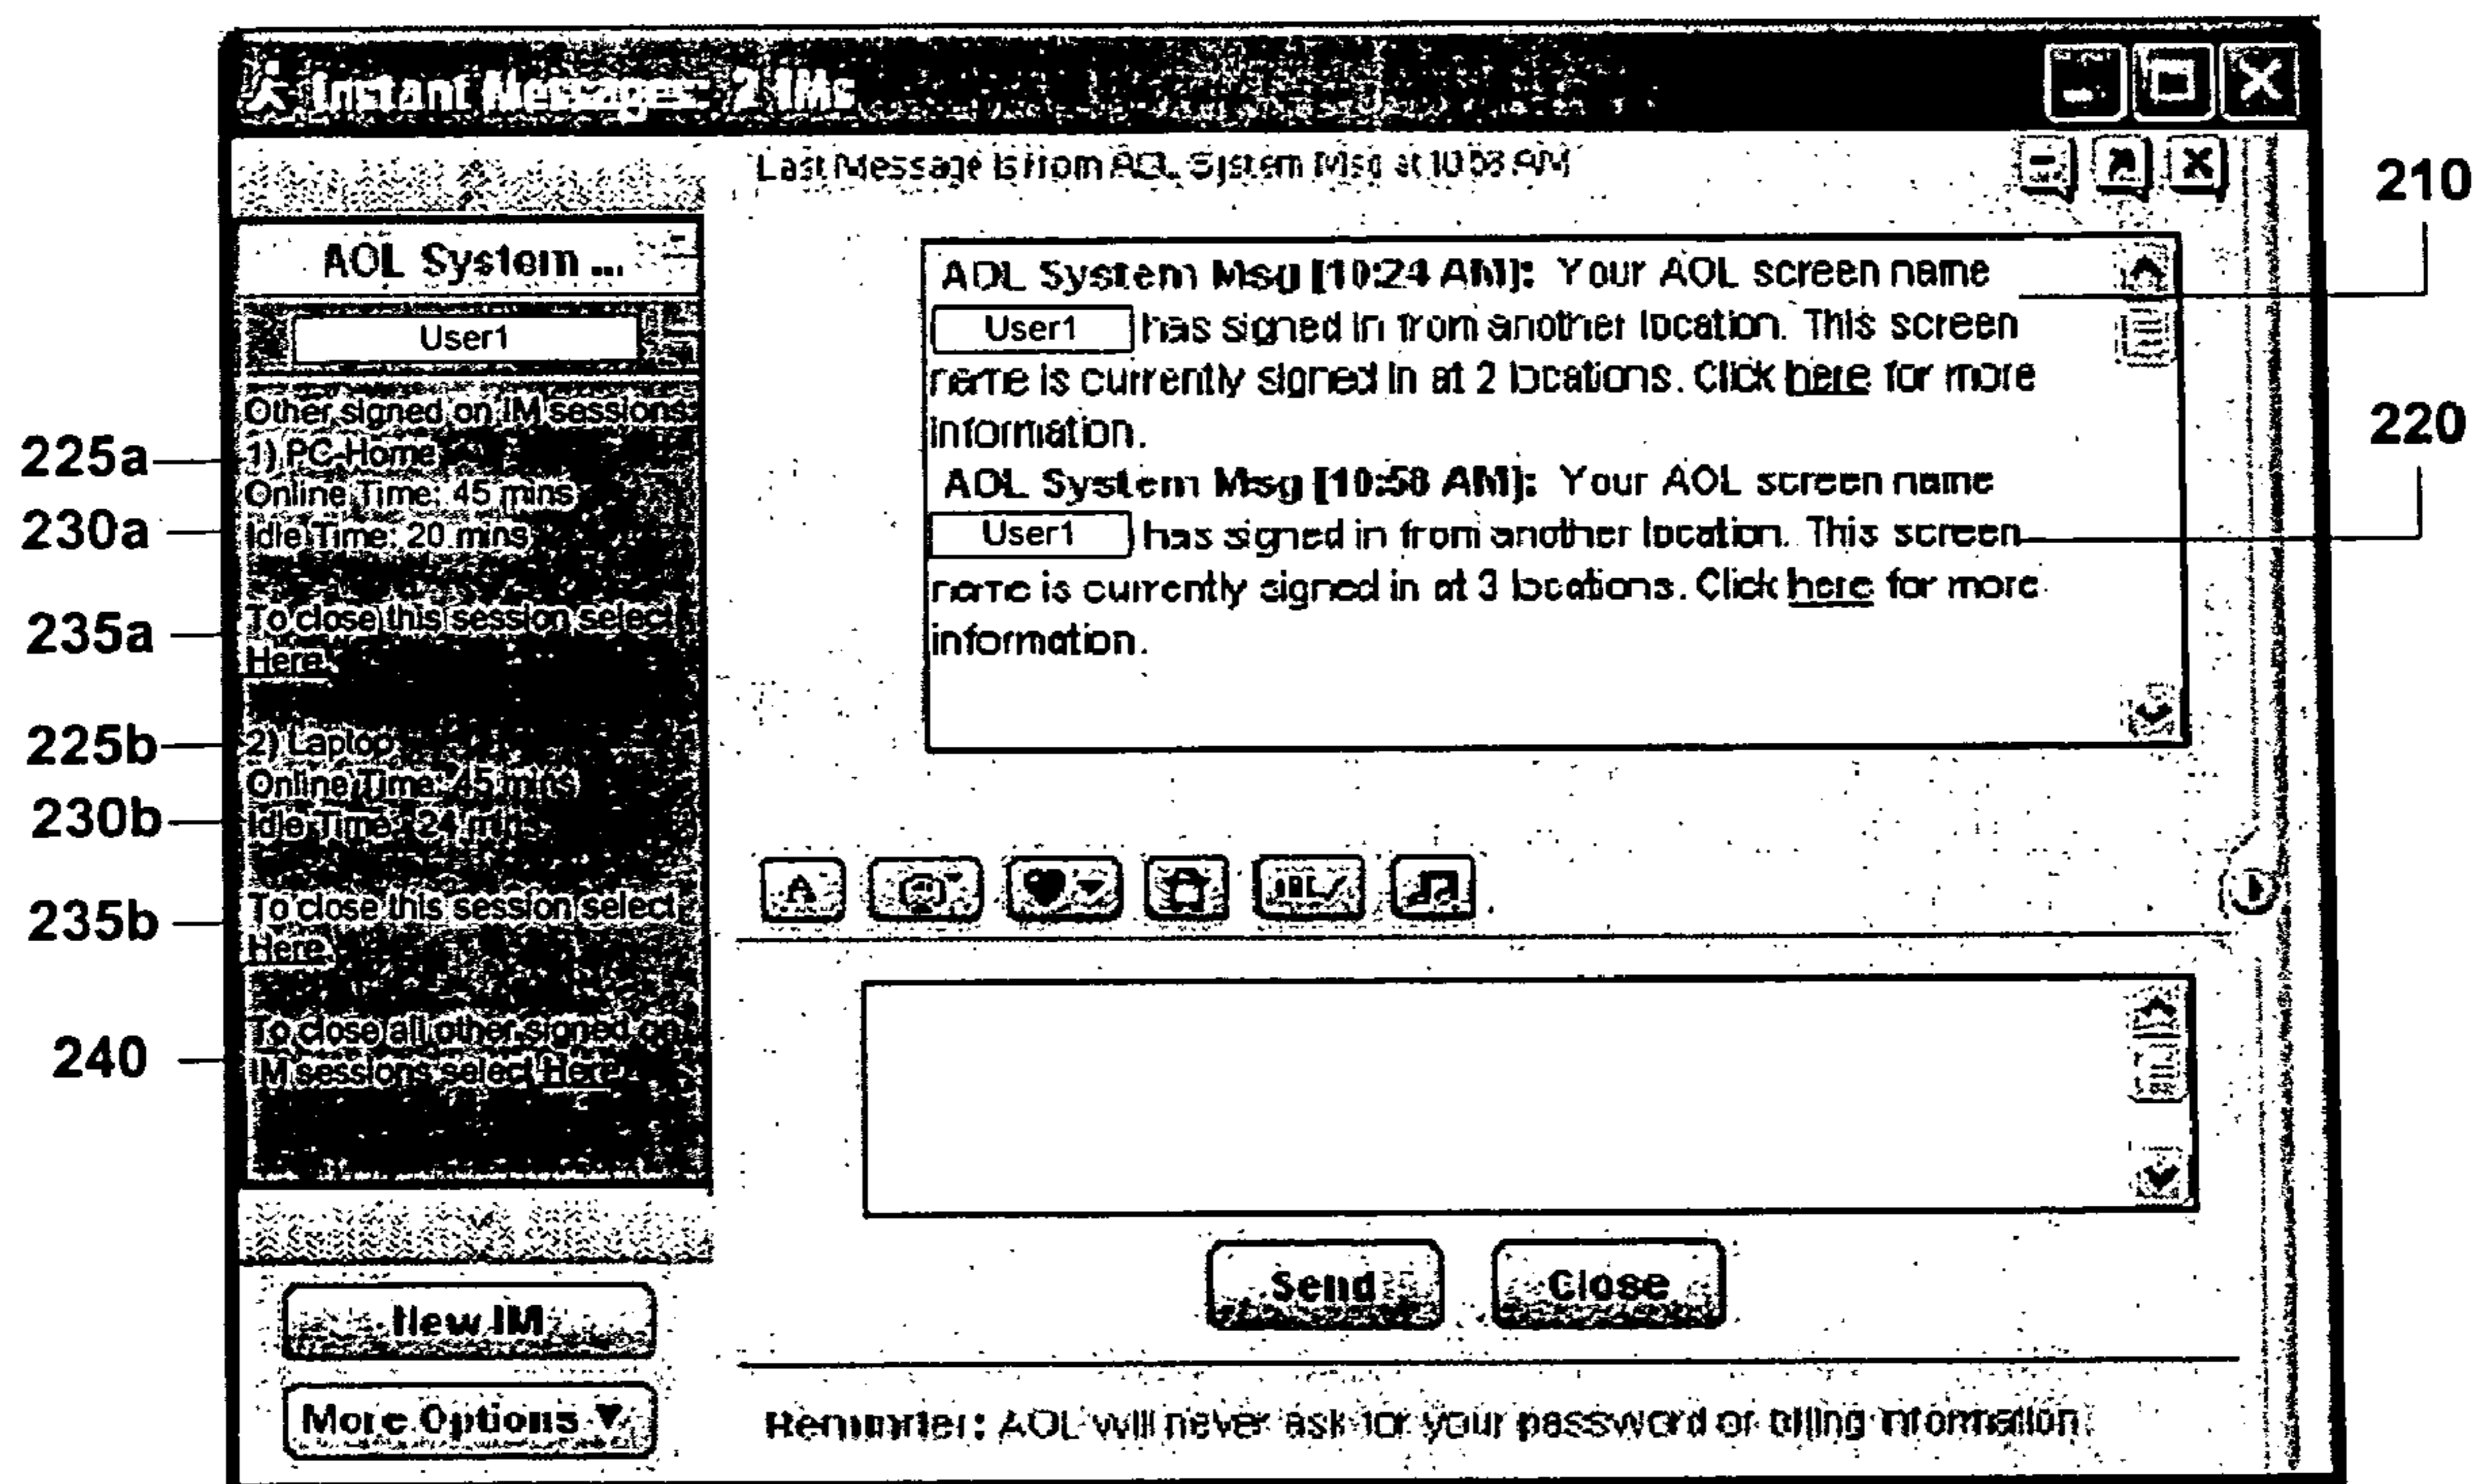 Instant Messages: 2 IMs
Last Message is from AOL System Msg at 10:58 AM
210
AOL System ...
User1
AOL System Msg [10:24 AM]: Your AOL screen name
User1 has signed in from another location. This screen
name is currently signed in at 2 locations. Click here for more
information.
220
AOL System Msg [10:58 AM]: Your AOL screen name
User1 has signed in from another location. This screen
name is currently signed in at 3 locations. Click here for more
information.
Other signed on IM sessions:
225a
1) PC-Home
Online Time: 45 mins
230a
Idle Time: 20 mins
235a
To close this session select
Here
225b
2) Laptop
Online Time: 45 mins
230b
Idle Time: 24 mins
235b
To close this session select
Here
240
To close all other signed on
IM sessions select Here
A
AOL
Send
Close
New IM
More Options
Reminder: AOL will never ask for your password or billing information.